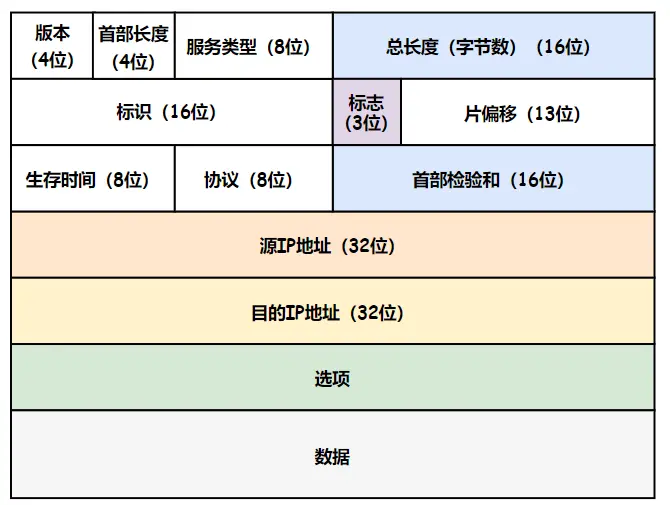 版本
(4位)
首部长度
(4位)
服务类型(8位)
总长度(字节数)(16位)
标识(16位)
标志
(3位)
片偏移(13位)
生存时间(8位)
协议(8位)
首部检验和(16位)
源IP地址(32位)
目的IP地址(32位)
选项
数据